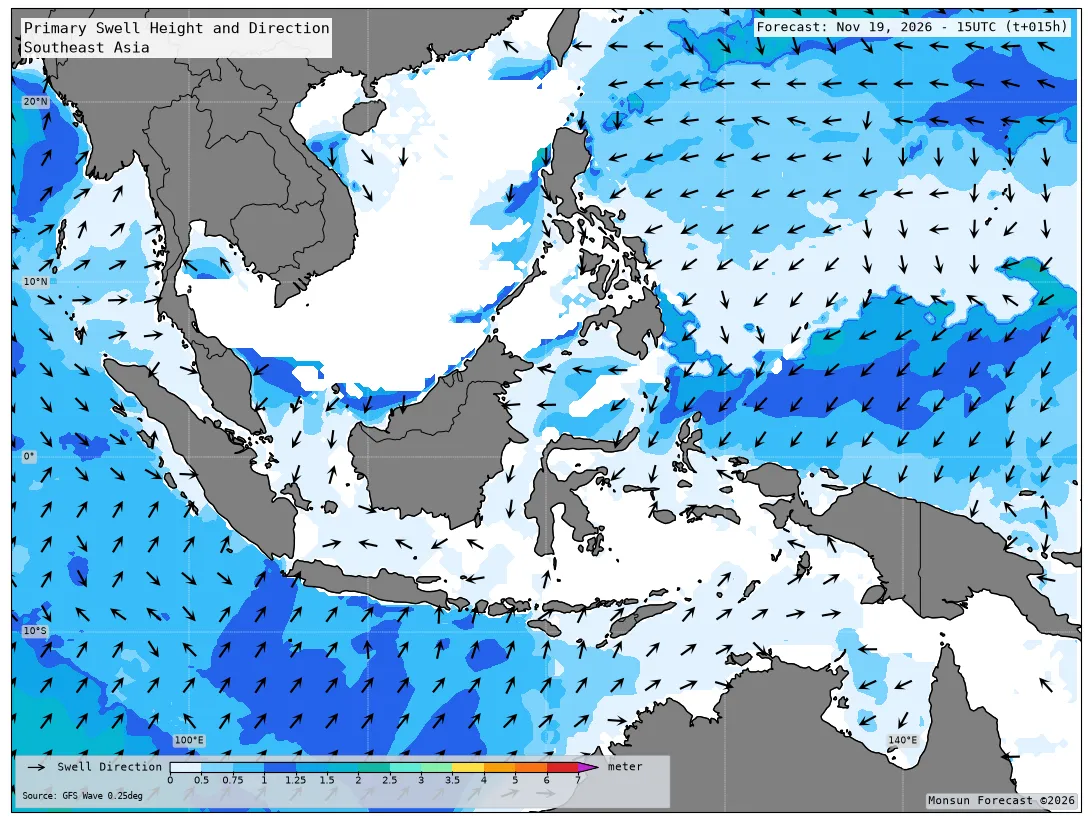 Primary Swell Height and Direction
Southeast Asia
Forecast: Nov 19, 2026 - 15UTC (t+015h)
20°N
10°N
0°
10°S
100°E
140°E
Swell Direction
meter
0 0.5 0.75 1 1.25 1.5 2 2.5 3 3.5 4 5 6 7
Source: GFS Wave 0.25deg
Monsun Forecast ©2026